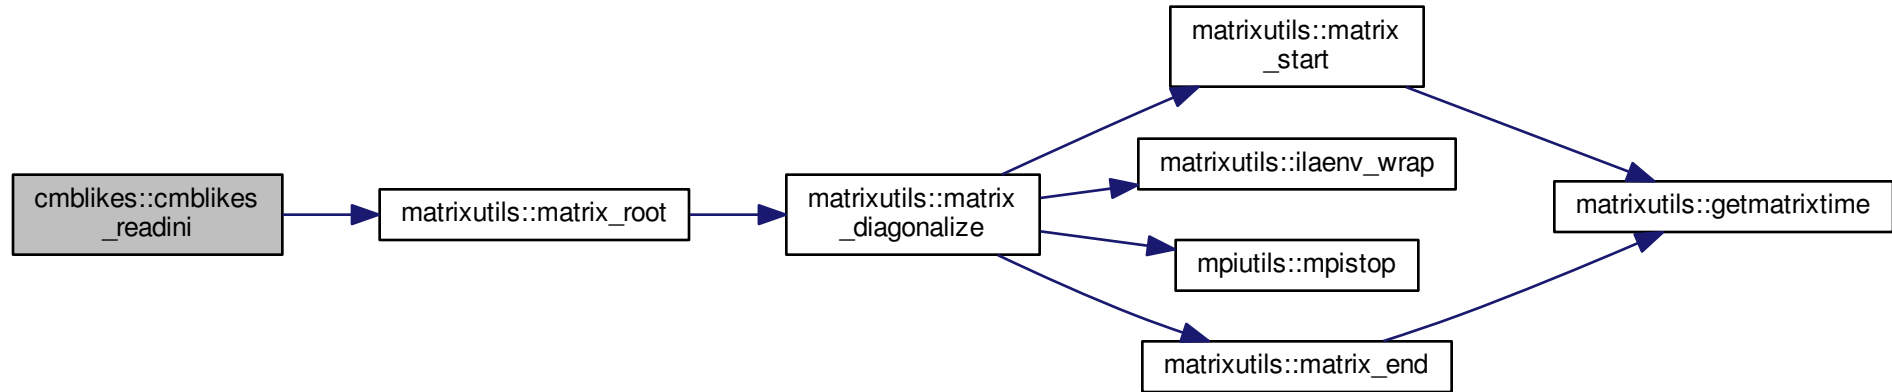 cmblikes::cmblikes
_readini
matrixutils::matrix_root
matrixutils::matrix
_diagonalize
matrixutils::matrix
_start
matrixutils::ilaenv_wrap
mpiutils::mpistop
matrixutils::matrix_end
matrixutils::getmatrixtime